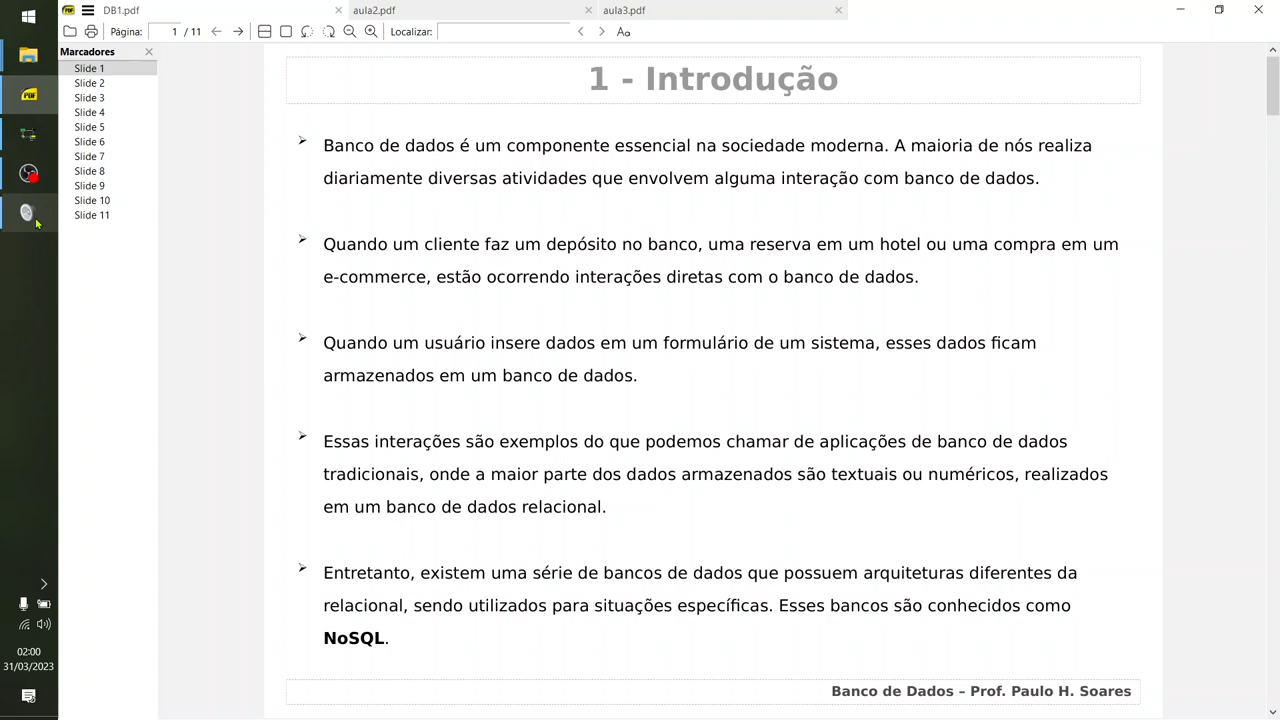 DB1.pdf
aula2.pdf
aula3.pdf
Página: 1 / 11 Localizar:
Marcadores
Slide 1
Slide 2
Slide 3
Slide 4
Slide 5
Slide 6
Slide 7
Slide 8
Slide 9
Slide 10
Slide 11
1 - Introdução
Banco de dados é um componente essencial na sociedade moderna. A maioria de nós realiza
diariamente diversas atividades que envolvem alguma interação com banco de dados.
Quando um cliente faz um depósito no banco, uma reserva em um hotel ou uma compra em um
e-commerce, estão ocorrendo interações diretas com o banco de dados.
Quando um usuário insere dados em um formulário de um sistema, esses dados ficam
armazenados em um banco de dados.
Essas interações são exemplos do que podemos chamar de aplicações de banco de dados
tradicionais, onde a maior parte dos dados armazenados são textuais ou numéricos, realizados
em um banco de dados relacional.
Entretanto, existem uma série de bancos de dados que possuem arquiteturas diferentes da
relacional, sendo utilizados para situações específicas. Esses bancos são conhecidos como
NoSQL.
Banco de Dados – Prof. Paulo H. Soares
02:00
31/03/2023